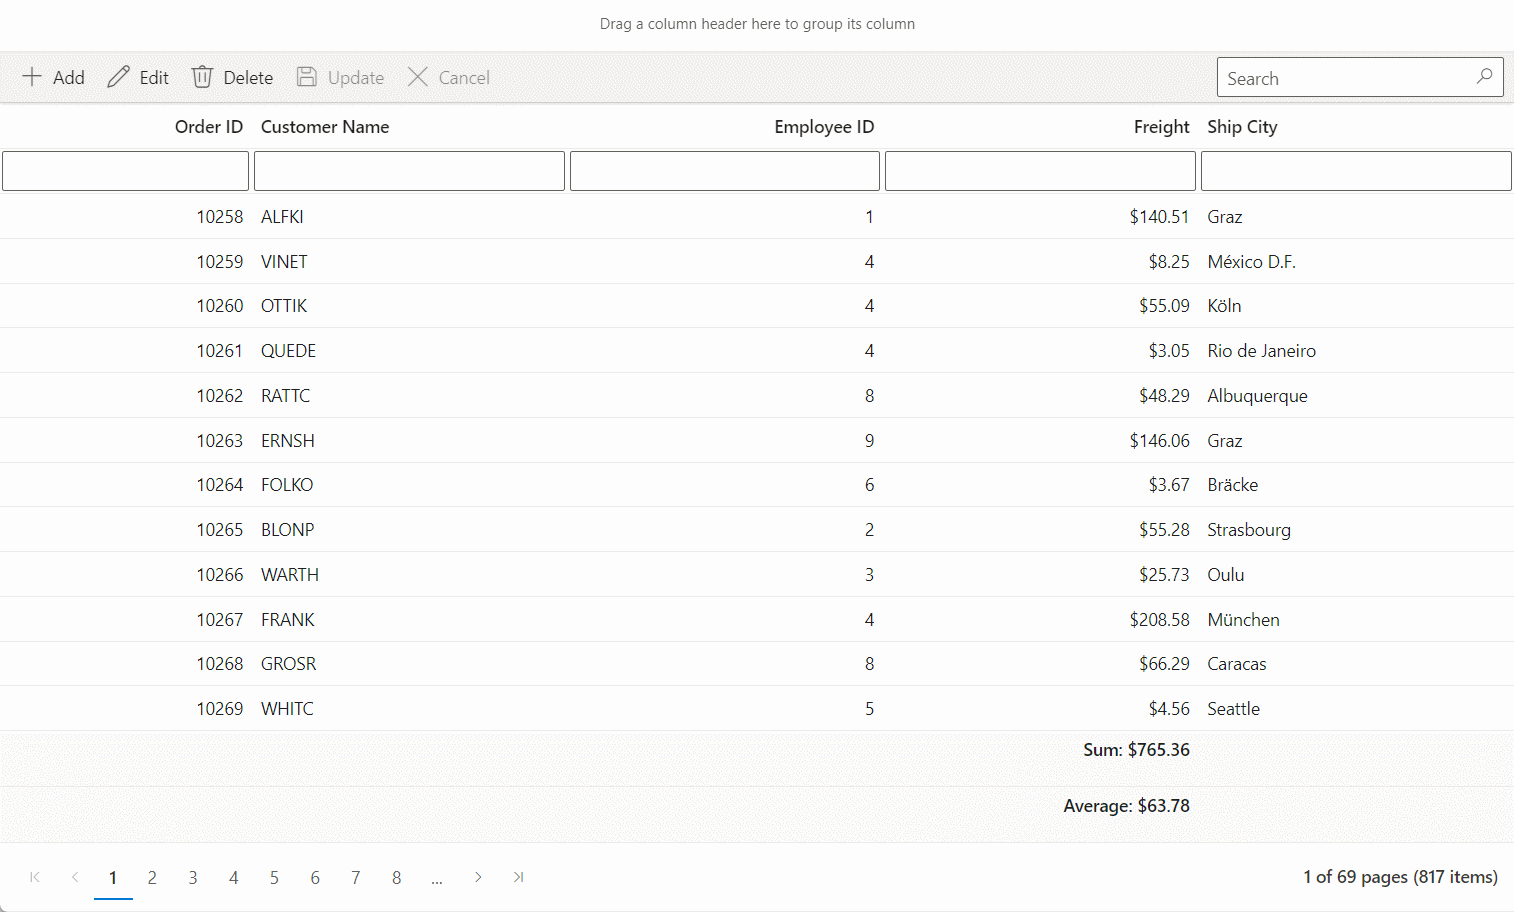 Drag a column header here to group its column
Add Edit Delete Update Cancel Search
Order ID Customer Name Employee ID Freight Ship City
10258 ALFKI 1 $140.51 Graz
10259 VINET 4 $8.25 México D.F.
10260 OTTIK 4 $55.09 Köln
10261 QUEDE 4 $3.05 Rio de Janeiro
10262 RATTC 8 $48.29 Albuquerque
10263 ERNSH 9 $146.06 Graz
10264 FOLKO 6 $3.67 Bräcke
10265 BLONP 2 $55.28 Strasbourg
10266 WARTH 3 $25.73 Oulu
10267 FRANK 4 $208.58 München
10268 GROSR 8 $66.29 Caracas
10269 WHITC 5 $4.56 Seattle
Sum: $765.36
Average: $63.78
1 2 3 4 5 6 7 8 ... 1 of 69 pages (817 items)